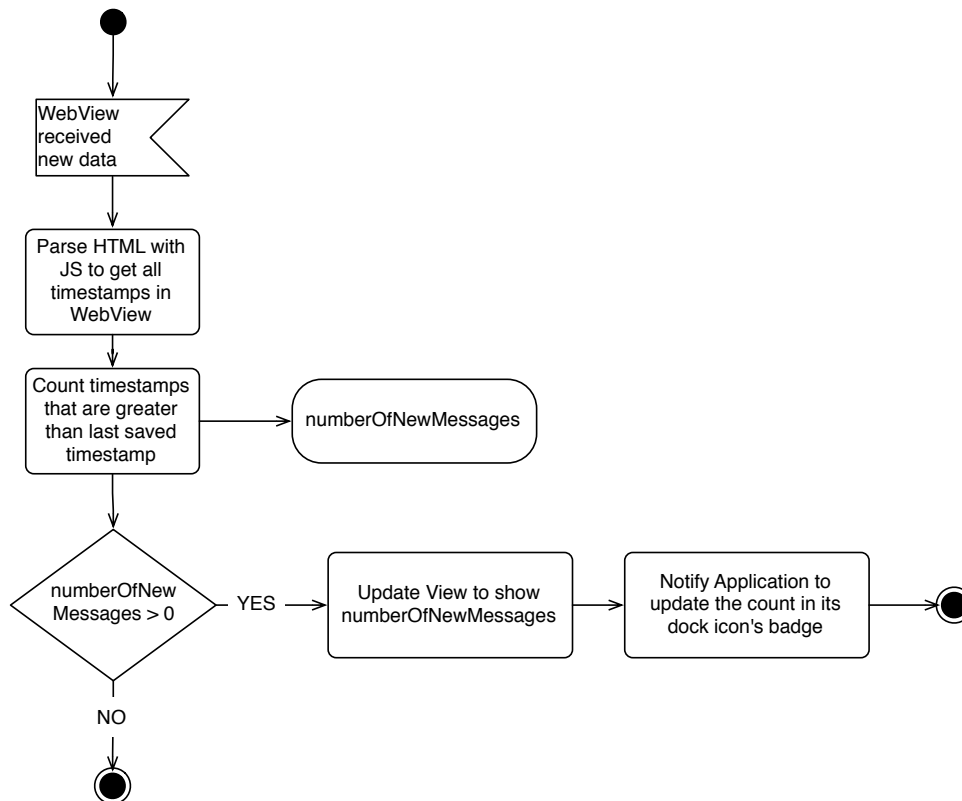 WebView
received
new data
Parse HTML with
JS to get all
timestamps in
WebView
Count timestamps
that are greater
than last saved
timestamp
numberOfNewMessages
numberOfNew
Messages > 0
YES
Update View to show
numberOfNewMessages
Notify Application to
update the count in its
dock icon's badge
NO